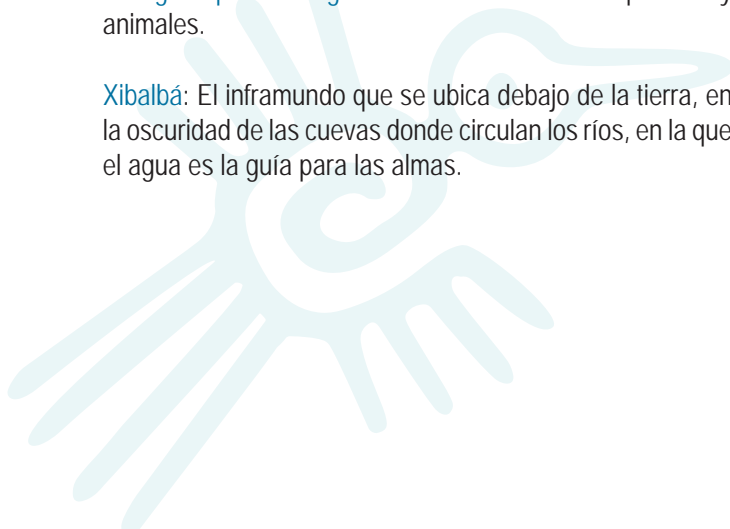 animales.
Xibalbá: El inframundo que se ubica debajo de la tierra, en
la oscuridad de las cuevas donde circulan los ríos, en la que
el agua es la guía para las almas.